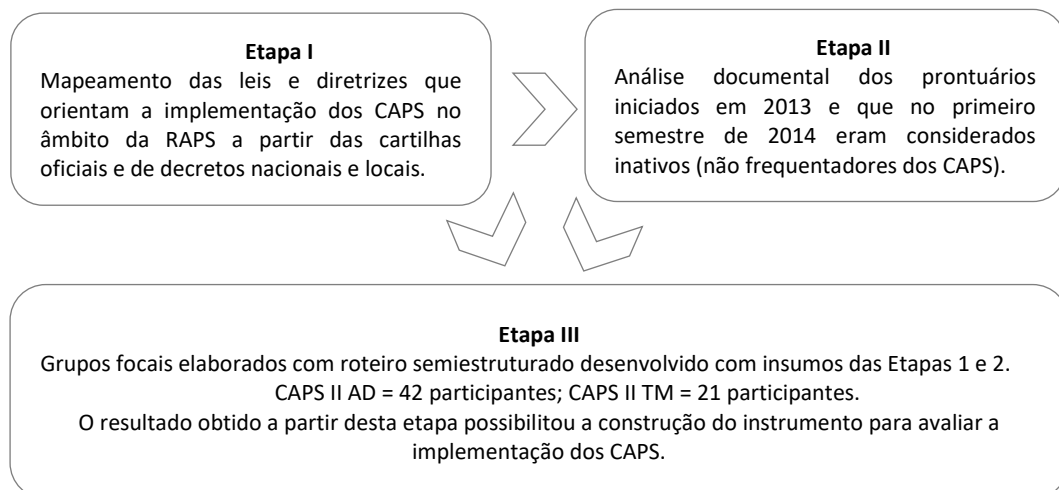 Etapa I
Mapeamento das leis e diretrizes que
orientam a implementação dos CAPS no
âmbito da RAPS a partir das cartilhas
oficiais e de decretos nacionais e locais.
Etapa II
Análise documental dos prontuários
iniciados em 2013 e que no primeiro
semestre de 2014 eram considerados
inativos (não frequentadores dos CAPS).
Etapa III
Grupos focais elaborados com roteiro semiestruturado desenvolvido com insumos das Etapas 1 e 2.
CAPS II AD = 42 participantes; CAPS II TM = 21 participantes.
O resultado obtido a partir desta etapa possibilitou a construção do instrumento para avaliar a
implementação dos CAPS.